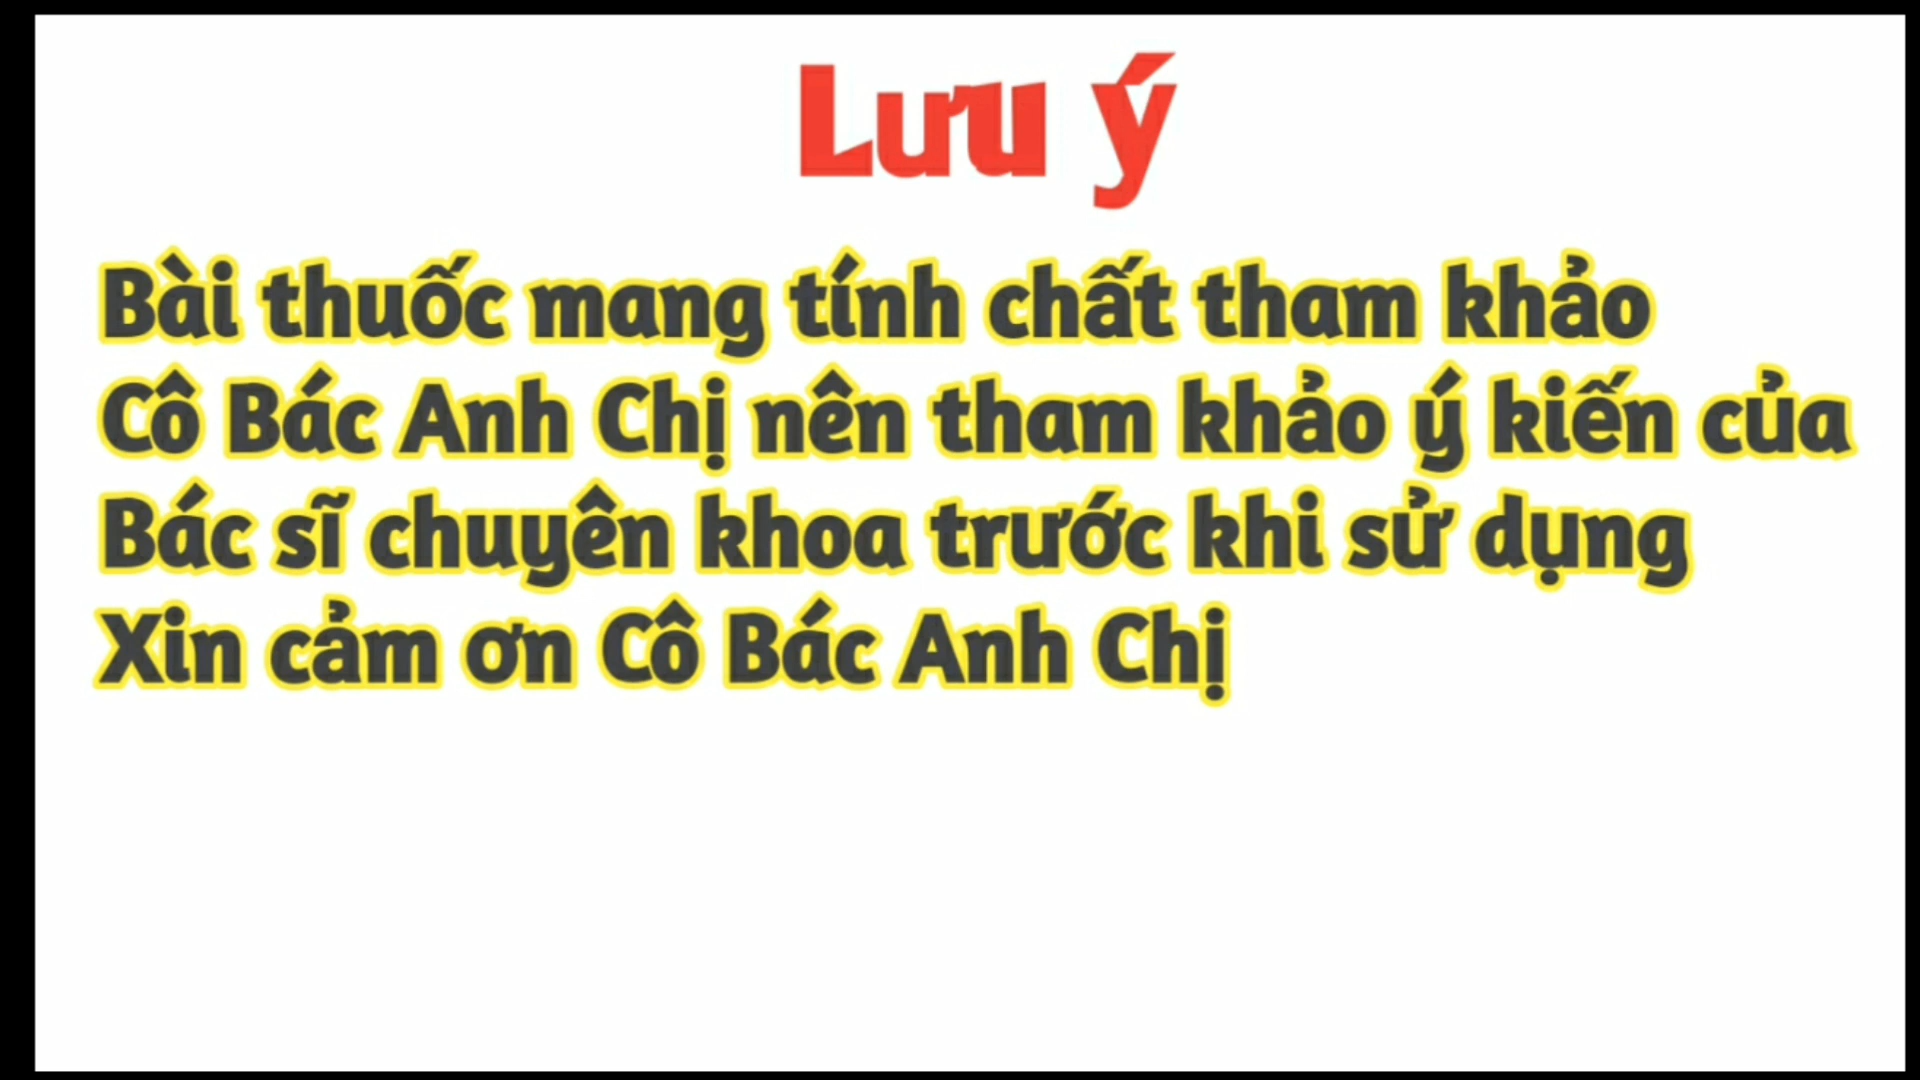 Lưu ý
Bài thuốc mang tính chất tham khảo
Cô Bác Anh Chị nên tham khảo ý kiến của
Bác sĩ chuyên khoa trước khi sử dụng
Xin cảm ơn Cô Bác Anh Chị